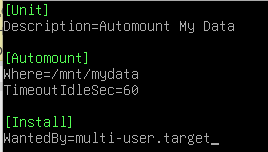 [Unit]
Description=Automount My Data
[Automount]
Where=/mnt/mydata
TimeoutIdleSec=60
[Install]
WantedBy=multi-user.target